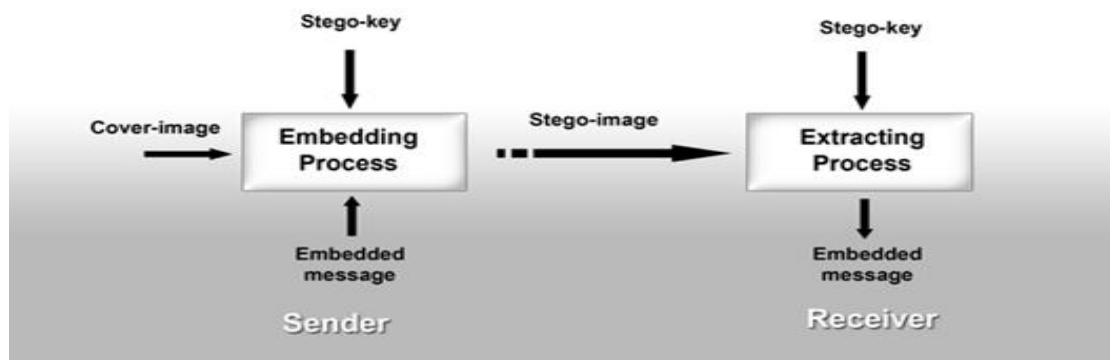 Stego-key
Stego-key
Cover-image
Embedding
Process
Stego-image
Extracting
Process
Embedded
message
Embedded
message
Sender
Receiver